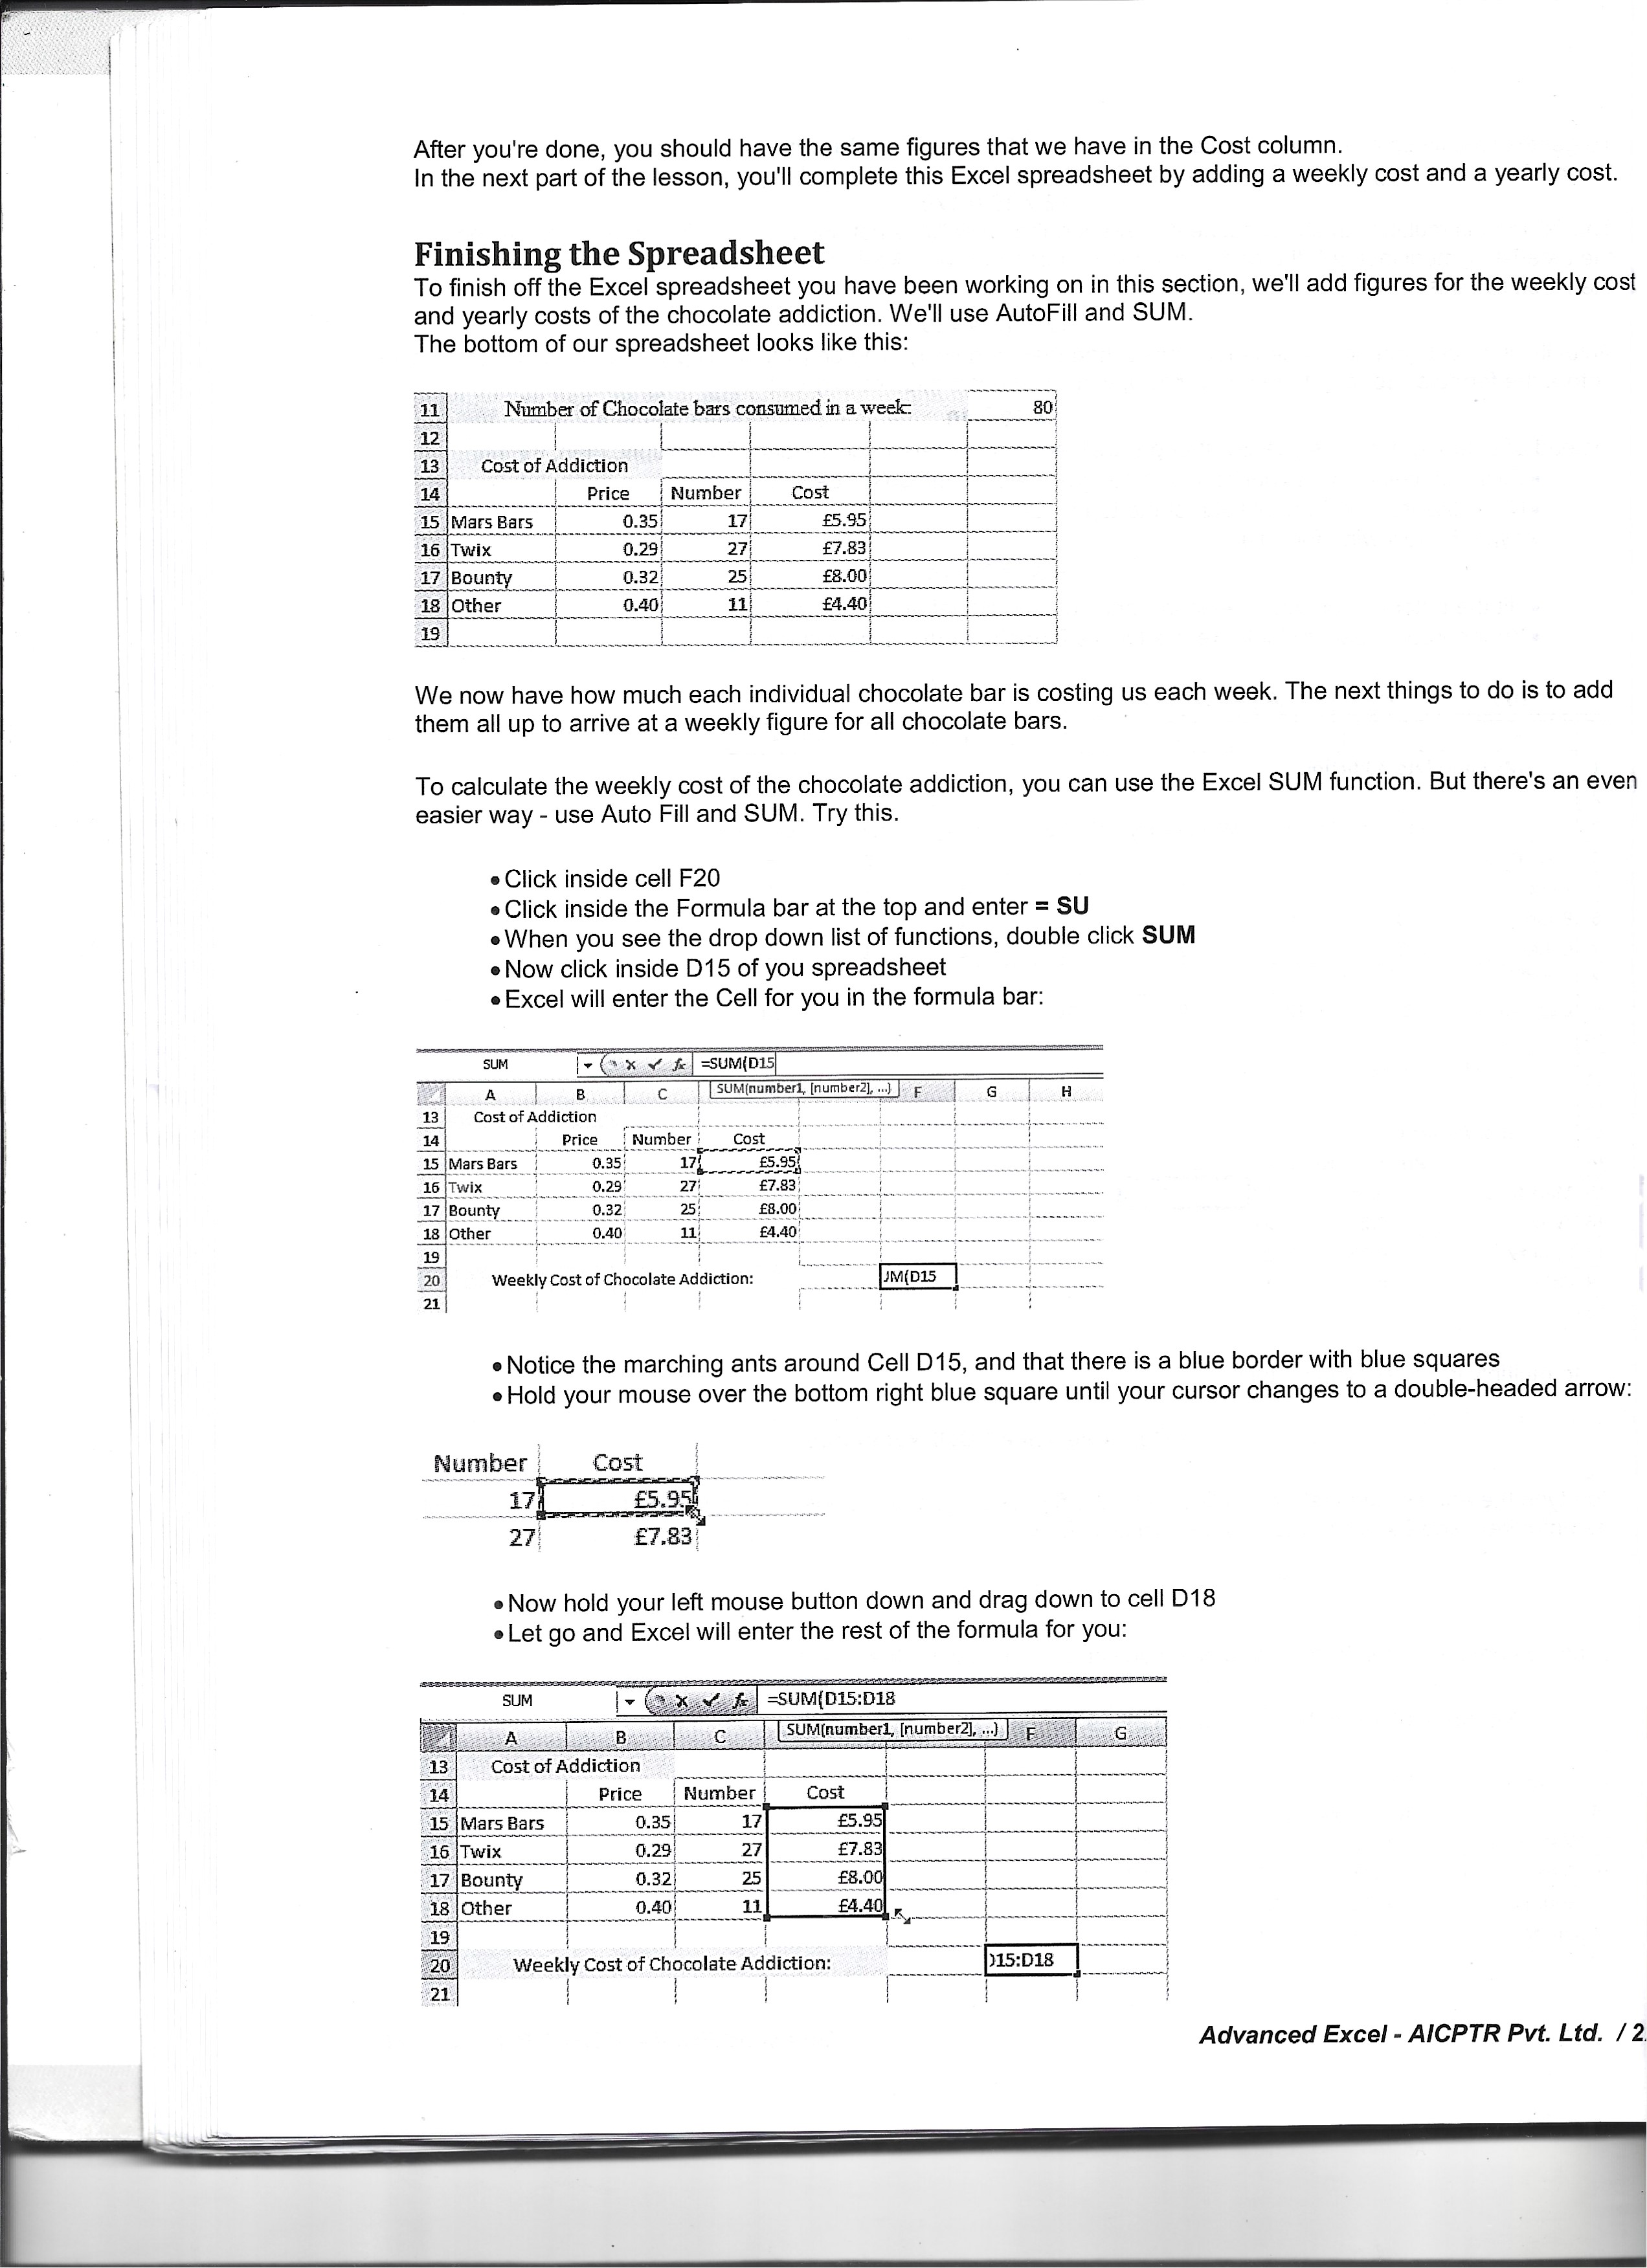 After you're done, you should have the same figures that we have in the Cost column.
In the next part of the lesson, you'll complete this Excel spreadsheet by adding a weekly cost and a yearly cost.
Finishing the Spreadsheet
To finish off the Excel spreadsheet you have been working on in this section, we'll add figures for the weekly cost
and yearly costs of the chocolate addiction. We'll use AutoFill and SUM.
The bottom of our spreadsheet looks like this:
11 Number of Chocolate bars consumed in a week: 80
12
13 Cost of Addiction
14 Price Number Cost
15 Mars Bars 0.35 17 £5.95
16 Twix 0.29 27 £7.83
17 Bounty 0.32 25 £8.00
18 Other 0.40 11 £4.40
19
We now have how much each individual chocolate bar is costing us each week. The next things to do is to add
them all up to arrive at a weekly figure for all chocolate bars.
To calculate the weekly cost of the chocolate addiction, you can use the Excel SUM function. But there's an even
easier way - use Auto Fill and SUM. Try this.
• Click inside cell F20
• Click inside the Formula bar at the top and enter = SU
• When you see the drop down list of functions, double click SUM
• Now click inside D15 of you spreadsheet
• Excel will enter the Cell for you in the formula bar:
SUM fx =SUM(D15
A B C SUM(number1, [number2], ...) F G H
13 Cost of Addiction
14 Price Number Cost
15 Mars Bars 0.35 17 £5.95
16 Twix 0.29 27 £7.83
17 Bounty 0.32 25 £8.00
18 Other 0.40 11 £4.40
19
20 Weekly Cost of Chocolate Addiction: JM(D15
21
• Notice the marching ants around Cell D15, and that there is a blue border with blue squares
• Hold your mouse over the bottom right blue square until your cursor changes to a double-headed arrow:
Number Cost
17 £5.95
27 £7.83
• Now hold your left mouse button down and drag down to cell D18
• Let go and Excel will enter the rest of the formula for you:
SUM fx =SUM(D15:D18
A B C SUM(number1, [number2], ...) F G
13 Cost of Addiction
14 Price Number Cost
15 Mars Bars 0.35 17 £5.95
16 Twix 0.29 27 £7.83
17 Bounty 0.32 25 £8.00
18 Other 0.40 11 £4.40
19
20 Weekly Cost of Chocolate Addiction: )15:D18
21
Advanced Excel - AICPTR Pvt. Ltd. / 2